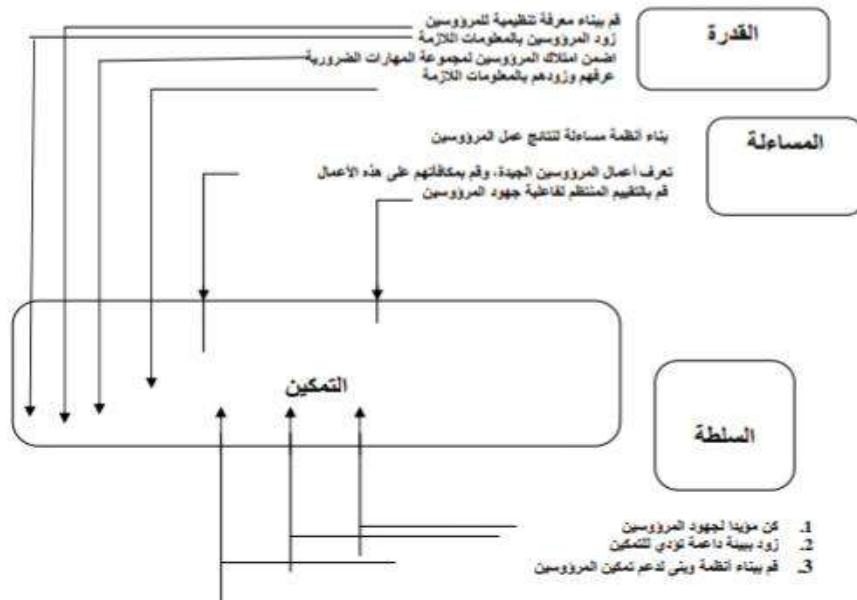 القدرة
قم ببناء معرفة تنظيمية للمرؤوسين
زود المرؤوسين بالمعلومات اللازمة
اضمن امتلاك المرؤوسين لمجموعة المهارات الضرورية
عرفهم وزودهم بالمعلومات اللازمة
المساءلة
بناء أنظمة مساءلة لنتائج عمل المرؤوسين
تعرف أعمال المرؤوسين الجيدة، وقم بمكافأتهم على هذه الأعمال
قم بالتقييم المنتظم لفاعلية جهود المرؤوسين
التمكين
السلطة
1. كن مؤيدا لجهود المرؤوسين
2. زود ببيئة داعمة تؤدي للتمكين
3. قم ببناء أنظمة وبنى لدعم تمكين المرؤوسين